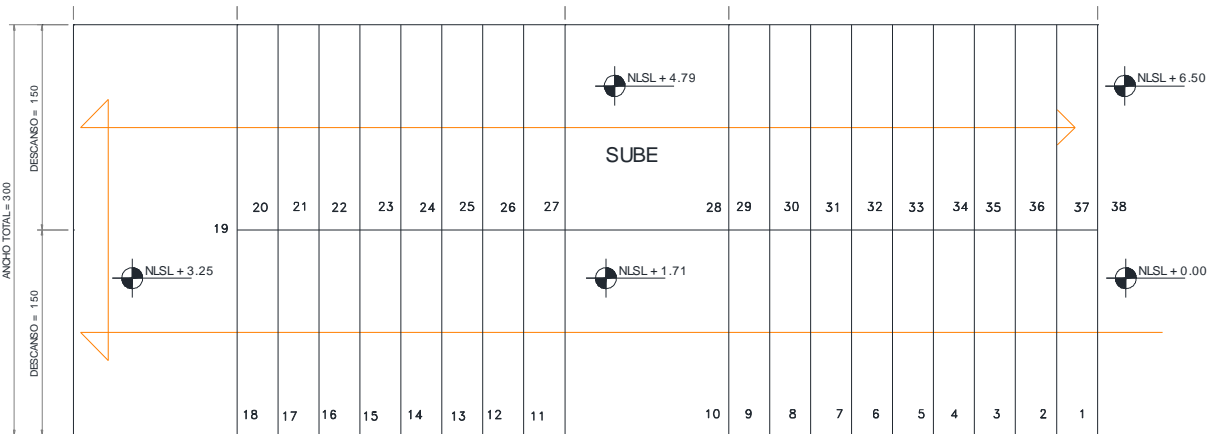 NLSL + 4.79
NLSL + 6.50
DESCANSO = 150
SUBE
ANCHO TOTAL = 300
20 21 22 23 24 25 26 27 28 29 30 31 32 33 34 35 36 37 38
19
NLSL + 3.25
NLSL + 1.71
NLSL + 0.00
DESCANSO = 150
18 17 16 15 14 13 12 11 10 9 8 7 6 5 4 3 2 1